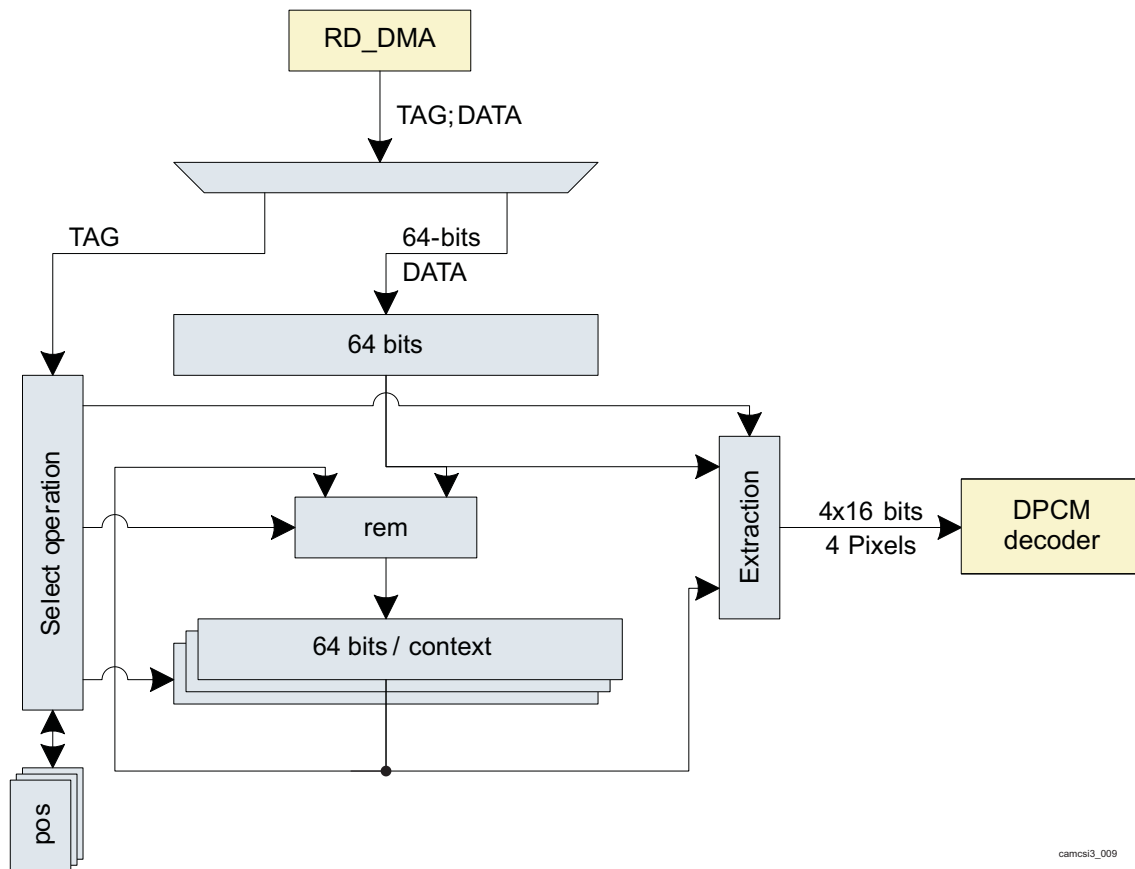 RD_DMA
TAG;DATA
TAG
64-bits
DATA
64 bits
Select operation
rem
Extraction
4x16 bits
4 Pixels
DPCM
decoder
64 bits / context
pos
camcsi3_009